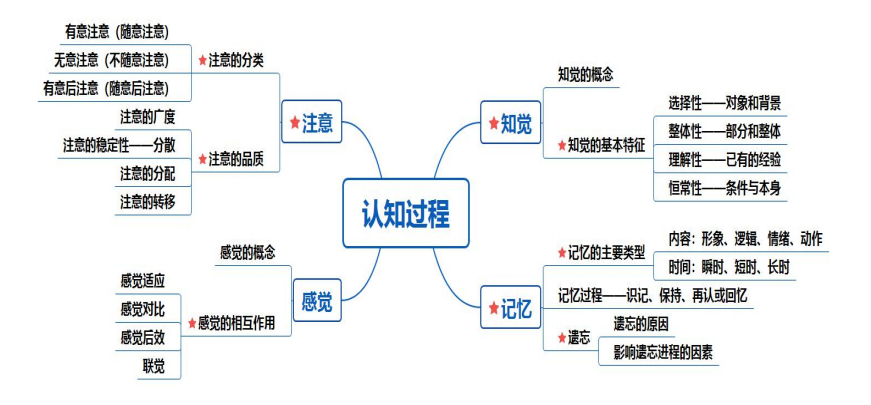 认知过程
注意
注意的分类
有意注意（随意注意）
无意注意（不随意注意）
有意后注意（随意后注意）
注意的品质
注意的广度
注意的稳定性——分散
注意的分配
注意的转移
感觉
感觉的概念
感觉的相互作用
感觉适应
感觉对比
感觉后效
联觉
知觉
知觉的概念
知觉的基本特征
选择性——对象和背景
整体性——部分和整体
理解性——已有的经验
恒常性——条件与本身
记忆
记忆的主要类型
内容：形象、逻辑、情绪、动作
时间：瞬时、短时、长时
记忆过程——识记、保持、再认或回忆
遗忘
遗忘的原因
影响遗忘进程的因素